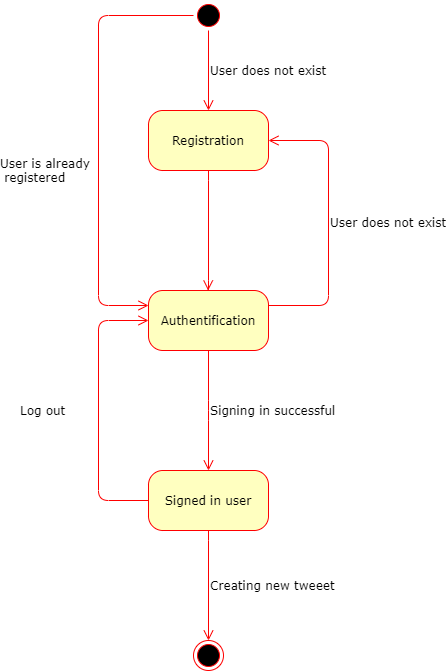 User does not exist
Registration
User is already
registered
User does not exist
Authentification
Log out
Signing in successful
Signed in user
Creating new tweeet